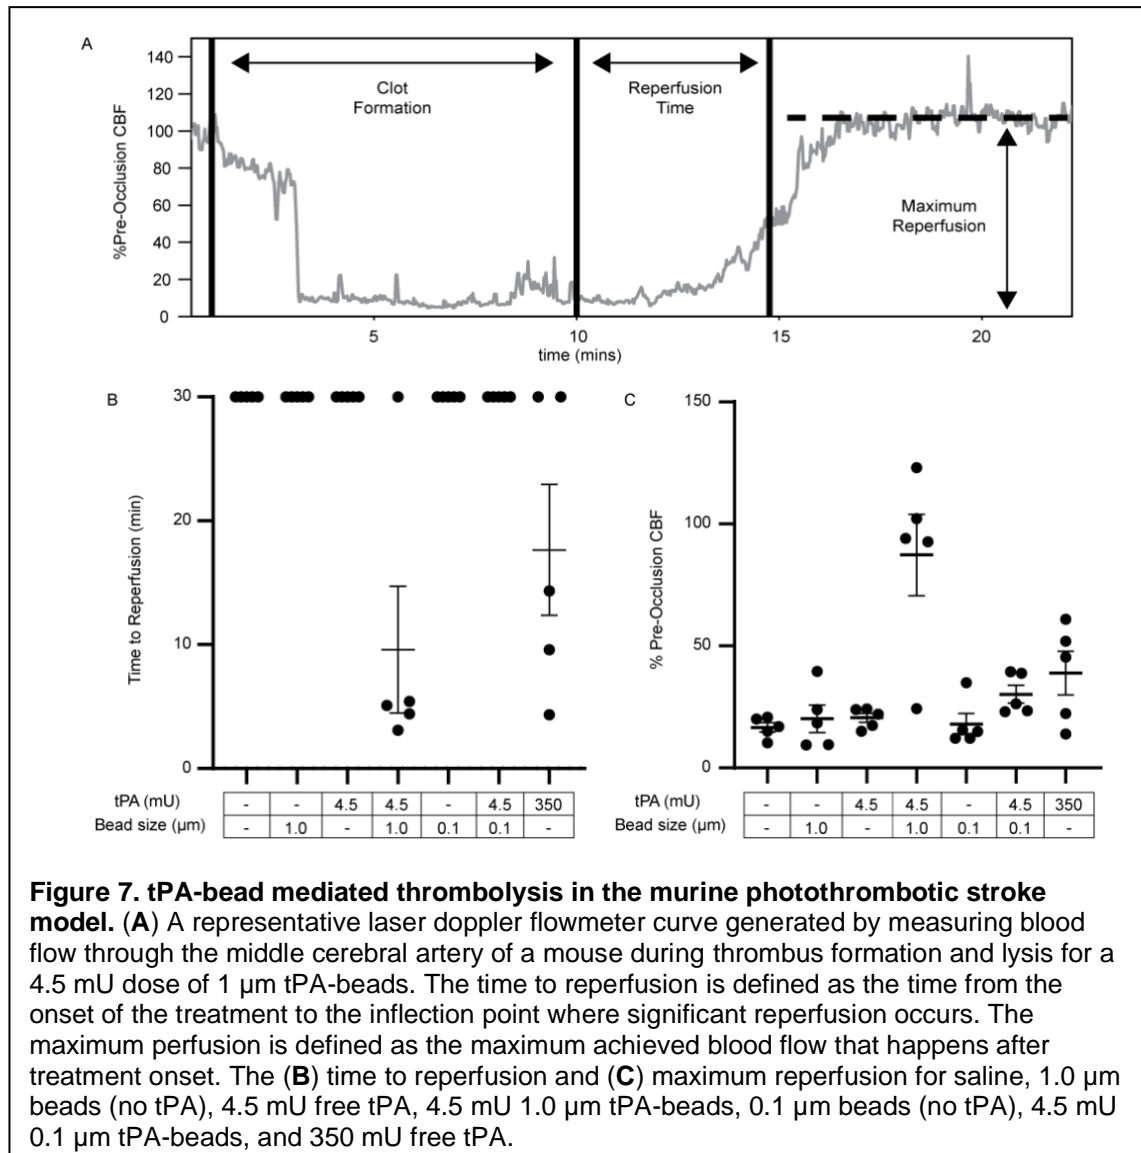 A
140
120
100
80
60
40
20
0
%Pre-Occlusion CBF
Clot
Formation
Reperfusion
Time
Maximum
Reperfusion
5 10 15 20
time (mins)
B
30
20
10
0
Time to Reperfusion (min)
tPA (mU) - - 4.5 4.5 - 4.5 350
Bead size (μm) - 1.0 - 1.0 0.1 0.1 -
C
150
100
50
0
% Pre-Occlusion CBF
tPA (mU) - - 4.5 4.5 - 4.5 350
Bead size (μm) - 1.0 - 1.0 0.1 0.1 -
Figure 7. tPA-bead mediated thrombolysis in the murine photothrombotic stroke
model. (A) A representative laser doppler flowmeter curve generated by measuring blood
flow through the middle cerebral artery of a mouse during thrombus formation and lysis for a
4.5 mU dose of 1 μm tPA-beads. The time to reperfusion is defined as the time from the
onset of the treatment to the inflection point where significant reperfusion occurs. The
maximum perfusion is defined as the maximum achieved blood flow that happens after
treatment onset. The (B) time to reperfusion and (C) maximum reperfusion for saline, 1.0 μm
beads (no tPA), 4.5 mU free tPA, 4.5 mU 1.0 μm tPA-beads, 0.1 μm beads (no tPA), 4.5 mU
0.1 μm tPA-beads, and 350 mU free tPA.